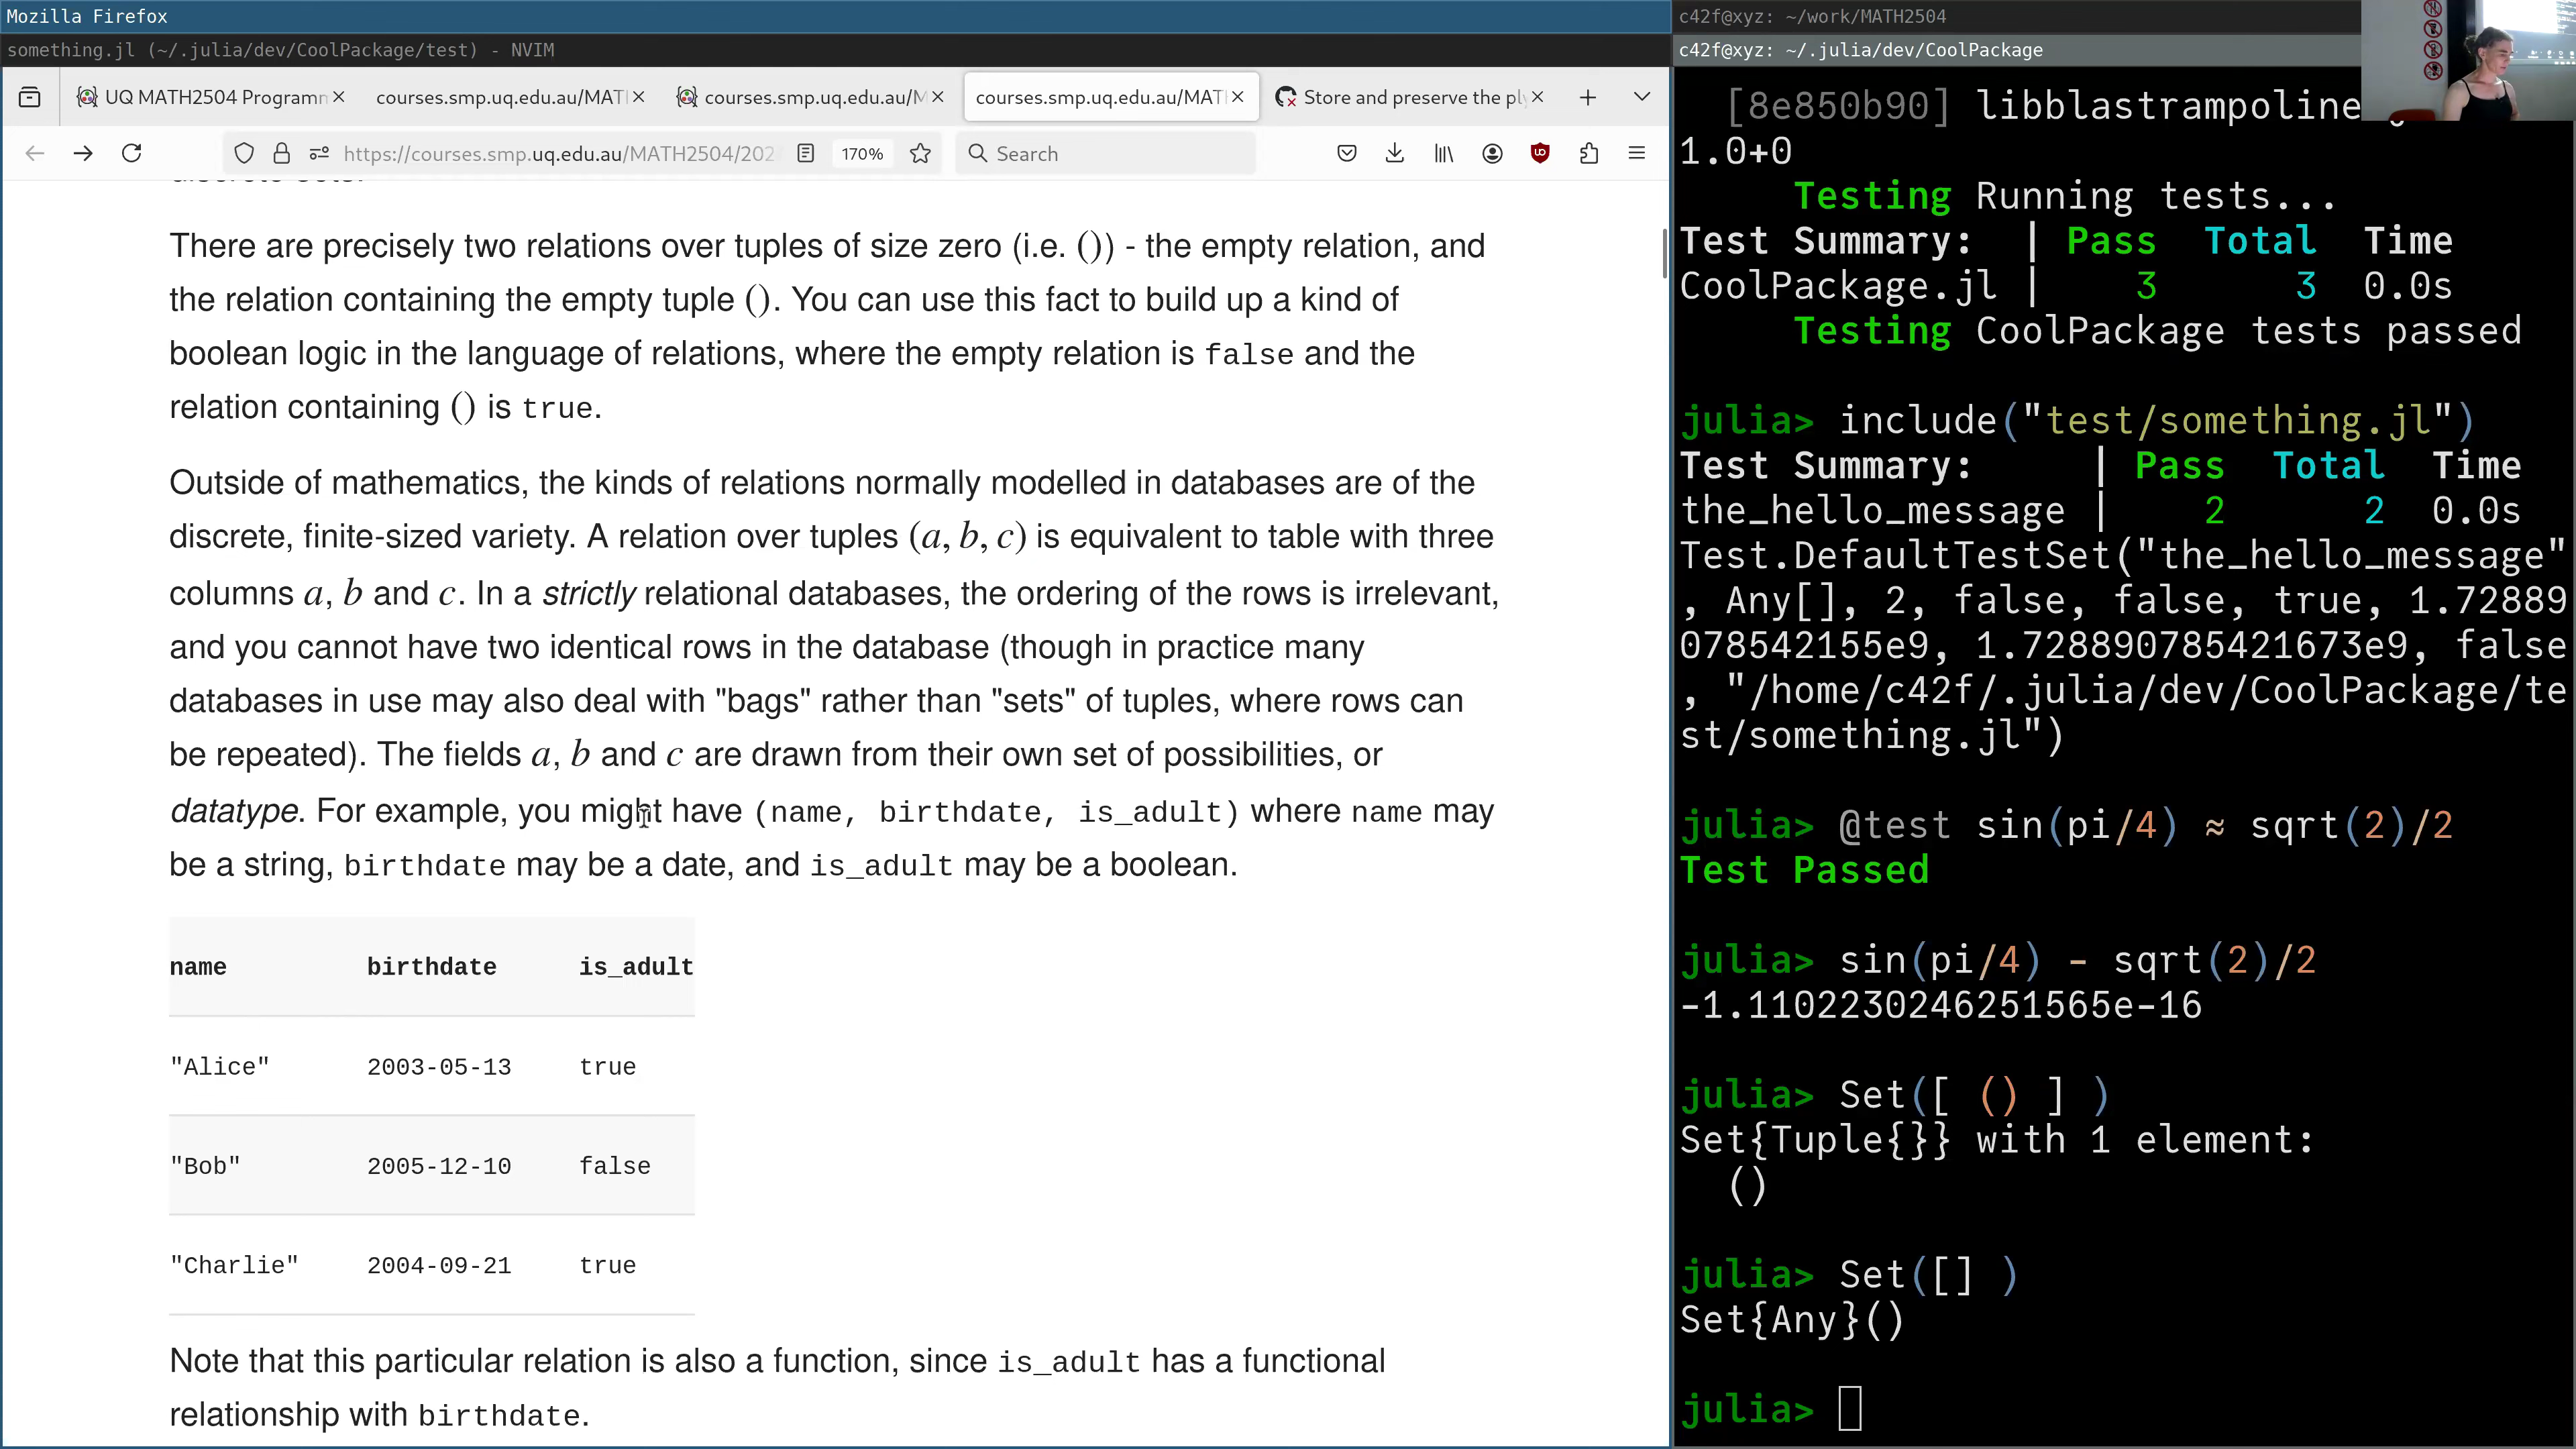 Mozilla Firefox
something.jl (~/.julia/dev/CoolPackage/test) - NVIM
UQ MATH2504 Programm
courses.smp.uq.edu.au/MATI
courses.smp.uq.edu.au/M
courses.smp.uq.edu.au/MATI
Store and preserve the ply
https://courses.smp.uq.edu.au/MATH2504/202
170%
Search
There are precisely two relations over tuples of size zero (i.e. ()) - the empty relation, and
the relation containing the empty tuple (). You can use this fact to build up a kind of
boolean logic in the language of relations, where the empty relation is false and the
relation containing () is true.
Outside of mathematics, the kinds of relations normally modelled in databases are of the
discrete, finite-sized variety. A relation over tuples (a, b, c) is equivalent to table with three
columns a, b and c. In a strictly relational databases, the ordering of the rows is irrelevant,
and you cannot have two identical rows in the database (though in practice many
databases in use may also deal with "bags" rather than "sets" of tuples, where rows can
be repeated). The fields a, b and c are drawn from their own set of possibilities, or
datatype. For example, you might have (name, birthdate, is_adult) where name may
be a string, birthdate may be a date, and is_adult may be a boolean.
name birthdate is_adult
"Alice" 2003-05-13 true
"Bob" 2005-12-10 false
"Charlie" 2004-09-21 true
Note that this particular relation is also a function, since is_adult has a functional
relationship with birthdate.
c42f@xyz: ~/work/MATH2504
c42f@xyz: ~/.julia/dev/CoolPackage
[8e850b90] libblastrampoline
1.0+0
Testing Running tests...
Test Summary: | Pass Total Time
CoolPackage.jl | 3 3 0.0s
Testing CoolPackage tests passed
julia> include("test/something.jl")
Test Summary: | Pass Total Time
the_hello_message | 2 2 0.0s
Test.DefaultTestSet("the_hello_message"
, Any[], 2, false, false, true, 1.72889
078542155e9, 1.728890785421673e9, false
, "/home/c42f/.julia/dev/CoolPackage/te
st/something.jl")
julia> @test sin(pi/4) ≈ sqrt(2)/2
Test Passed
julia> sin(pi/4) - sqrt(2)/2
-1.1102230246251565e-16
julia> Set([ () ] )
Set{Tuple{}} with 1 element:
()
julia> Set([] )
Set{Any}()
julia>